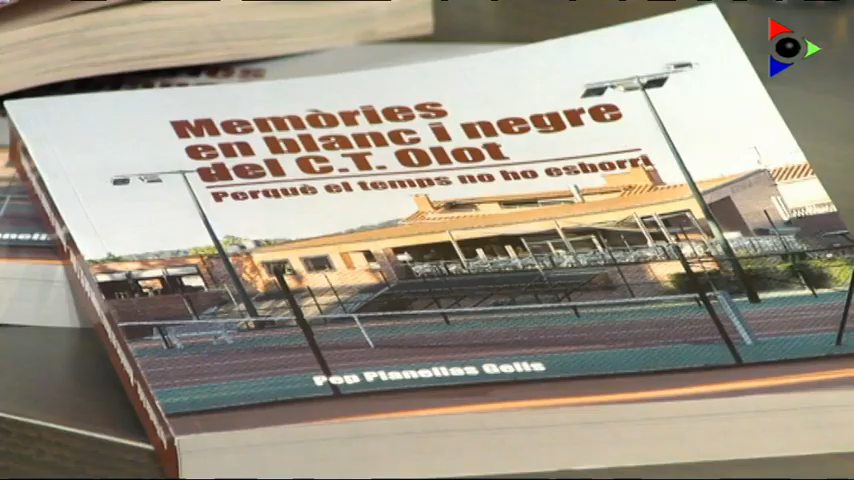 Memòries
en blanc i negre
del C.T. Olot
Perquè el temps no ho esborri
Pep Planelles Gelis